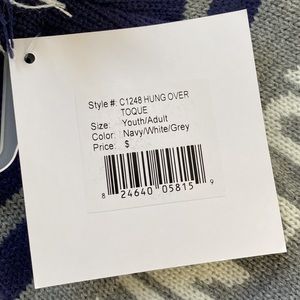 Style #: C1248 HUNG OVER
TOQUE
Size: Youth/Adult
Color: Navy/White/Grey
Price: $
8 24640 05815 9